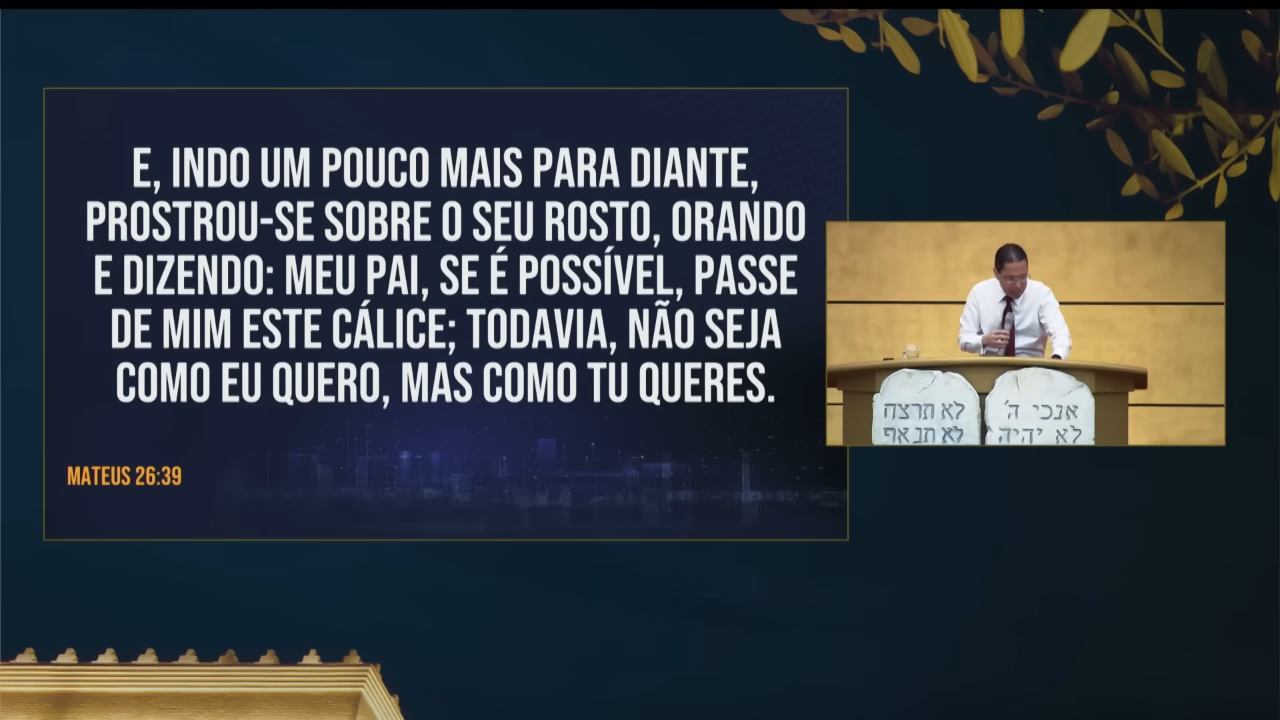 E, INDO UM POUCO MAIS PARA DIANTE,
PROSTROU-SE SOBRE O SEU ROSTO, ORANDO
E DIZENDO: MEU PAI, SE É POSSÍVEL, PASSE
DE MIM ESTE CÁLICE; TODAVIA, NÃO SEJA
COMO EU QUERO, MAS COMO TU QUERES.
MATEUS 26:39
אנכי ה'
לא יהיה
לא תרצה
לא תנאף